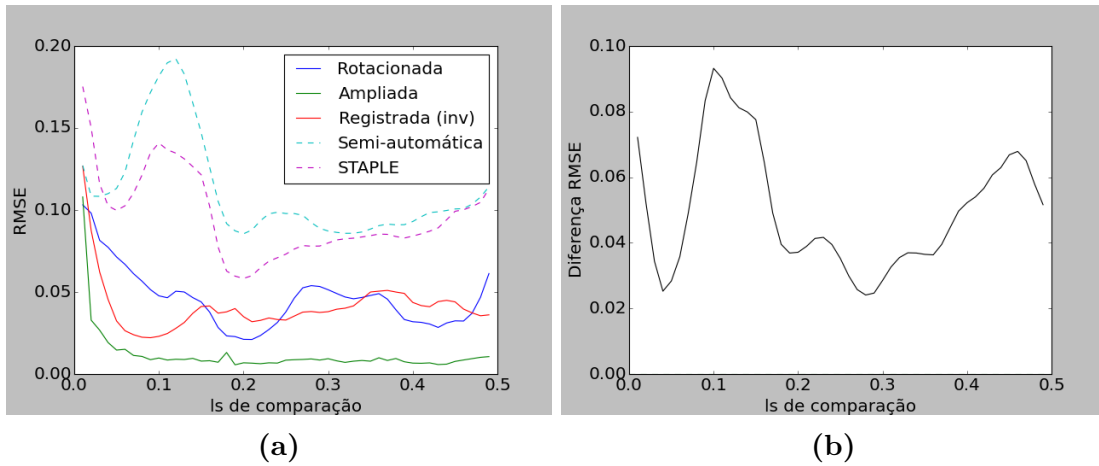 0.20
0.15
0.10
0.05
0.00
RMSE
Rotacionada
Ampliada
Registrada (inv)
Semi-automática
STAPLE
0.0 0.1 0.2 0.3 0.4 0.5
Is de comparação
(a)
0.10
0.08
0.06
0.04
0.02
0.00
Diferença RMSE
0.0 0.1 0.2 0.3 0.4 0.5
Is de comparação
(b)